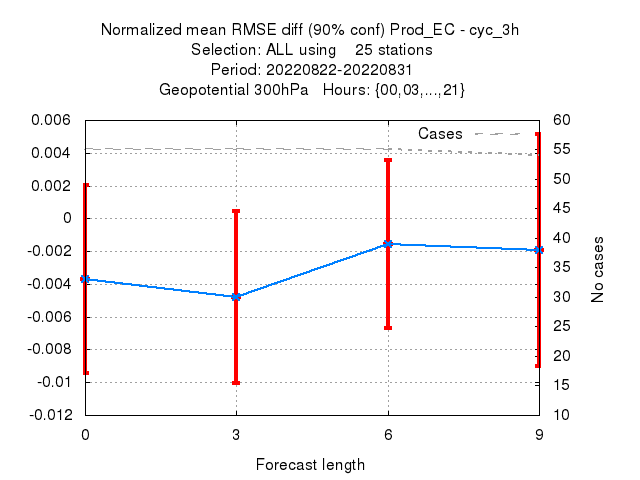 Normalized mean RMSE diff (90% conf) Prod_EC - cyc_3h
Selection: ALL using    25 stations
Period: 20220822-20220831
Geopotential 300hPa   Hours: {00,03,...,21}
Cases
0.006
0.004
0.002
0
-0.002
-0.004
-0.006
-0.008
-0.01
-0.012
60
55
50
45
40
35
30
25
20
15
10
No cases
0 3 6 9
Forecast length